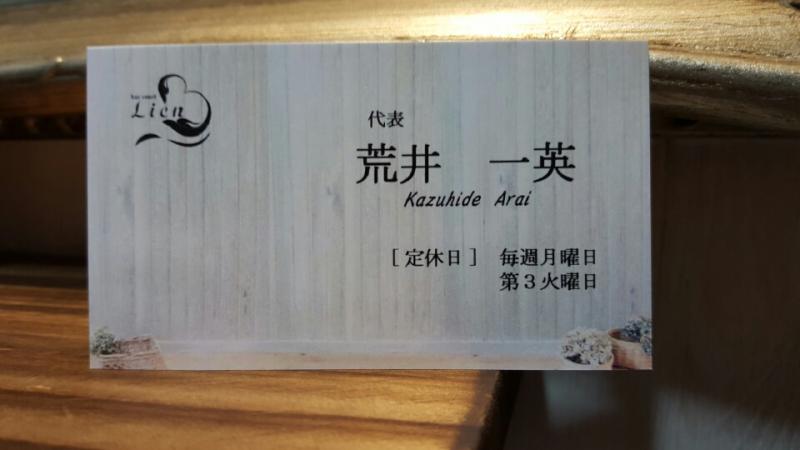 Lien
代表
荒井　一英
Kazuhide Arai
［定休日］　毎週月曜日
第３火曜日